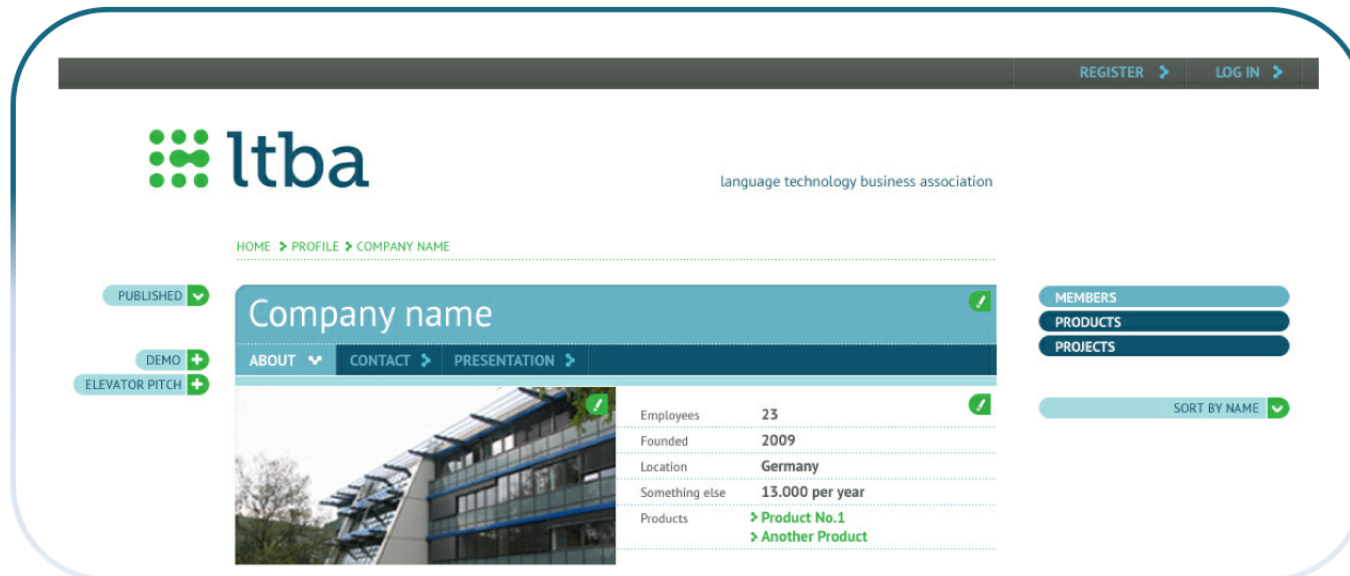 REGISTER LOG IN
ltba
language technology business association
HOME PROFILE COMPANY NAME
PUBLISHED
DEMO
ELEVATOR PITCH
Company name
ABOUT CONTACT PRESENTATION
Employees 23
Founded 2009
Location Germany
Something else 13.000 per year
Products Product No.1
Another Product
MEMBERS
PRODUCTS
PROJECTS
SORT BY NAME